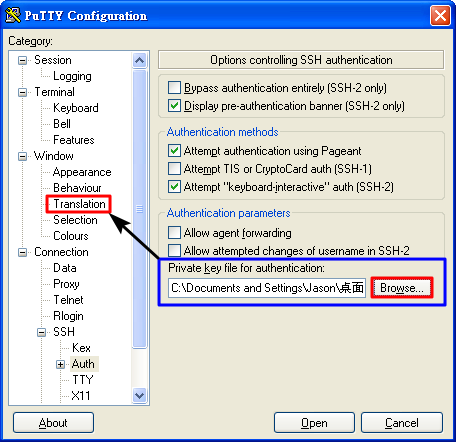 PuTTY Configuration
Category:
Session
Logging
Terminal
Keyboard
Bell
Features
Window
Appearance
Behaviour
Translation
Selection
Colours
Connection
Data
Proxy
Telnet
Rlogin
SSH
Kex
Auth
TTY
X11
Options controlling SSH authentication
Bypass authentication entirely (SSH-2 only)
Display pre-authentication banner (SSH-2 only)
Authentication methods
Attempt authentication using Pageant
Attempt TIS or CryptoCard auth (SSH-1)
Attempt "keyboard-interactive" auth (SSH-2)
Authentication parameters
Allow agent forwarding
Allow attempted changes of username in SSH-2
Private key file for authentication:
C:\Documents and Settings\Jason\桌面
Browse...
About
Open
Cancel